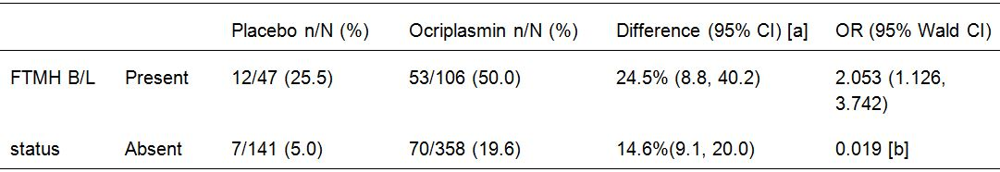 Placebo n/N (%) Ocriplasmin n/N (%) Difference (95% CI) [a] OR (95% Wald CI)
FTMH B/L Present 12/47 (25.5) 53/106 (50.0) 24.5% (8.8, 40.2) 2.053 (1.126,
3.742)
status Absent 7/141 (5.0) 70/358 (19.6) 14.6%(9.1, 20.0) 0.019 [b]